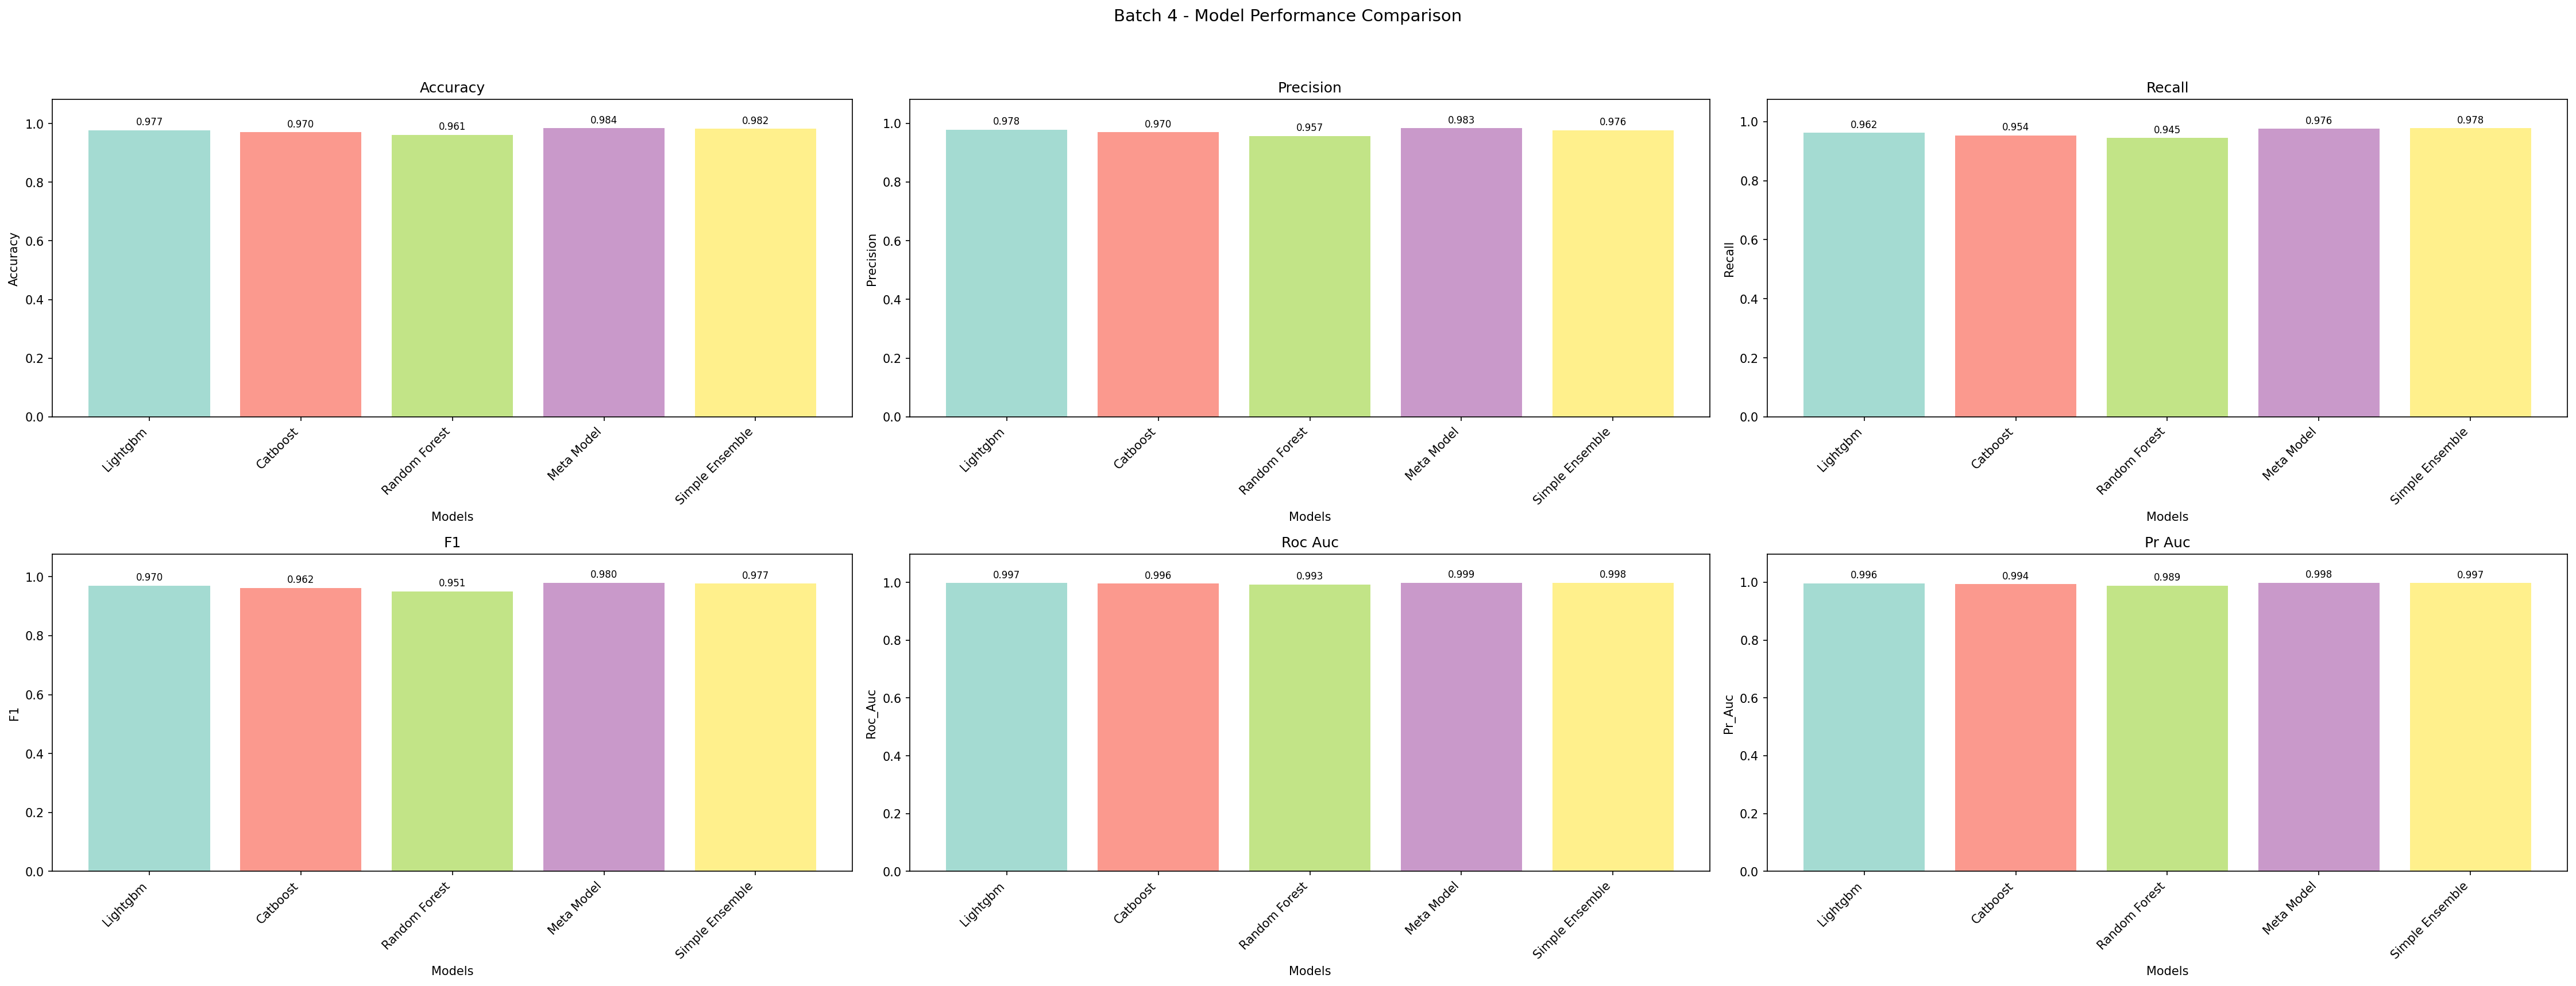 Batch 4 - Model Performance Comparison
Accuracy
Accuracy
1.0
0.8
0.6
0.4
0.2
0.0
0.977
0.970
0.961
0.984
0.982
Lightgbm
Catboost
Random Forest
Meta Model
Simple Ensemble
Models
Precision
Precision
1.0
0.8
0.6
0.4
0.2
0.0
0.978
0.970
0.957
0.983
0.976
Lightgbm
Catboost
Random Forest
Meta Model
Simple Ensemble
Models
Recall
Recall
1.0
0.8
0.6
0.4
0.2
0.0
0.962
0.954
0.945
0.976
0.978
Lightgbm
Catboost
Random Forest
Meta Model
Simple Ensemble
Models
F1
F1
1.0
0.8
0.6
0.4
0.2
0.0
0.970
0.962
0.951
0.980
0.977
Lightgbm
Catboost
Random Forest
Meta Model
Simple Ensemble
Models
Roc Auc
Roc_Auc
1.0
0.8
0.6
0.4
0.2
0.0
0.997
0.996
0.993
0.999
0.998
Lightgbm
Catboost
Random Forest
Meta Model
Simple Ensemble
Models
Pr Auc
Pr_Auc
1.0
0.8
0.6
0.4
0.2
0.0
0.996
0.994
0.989
0.998
0.997
Lightgbm
Catboost
Random Forest
Meta Model
Simple Ensemble
Models